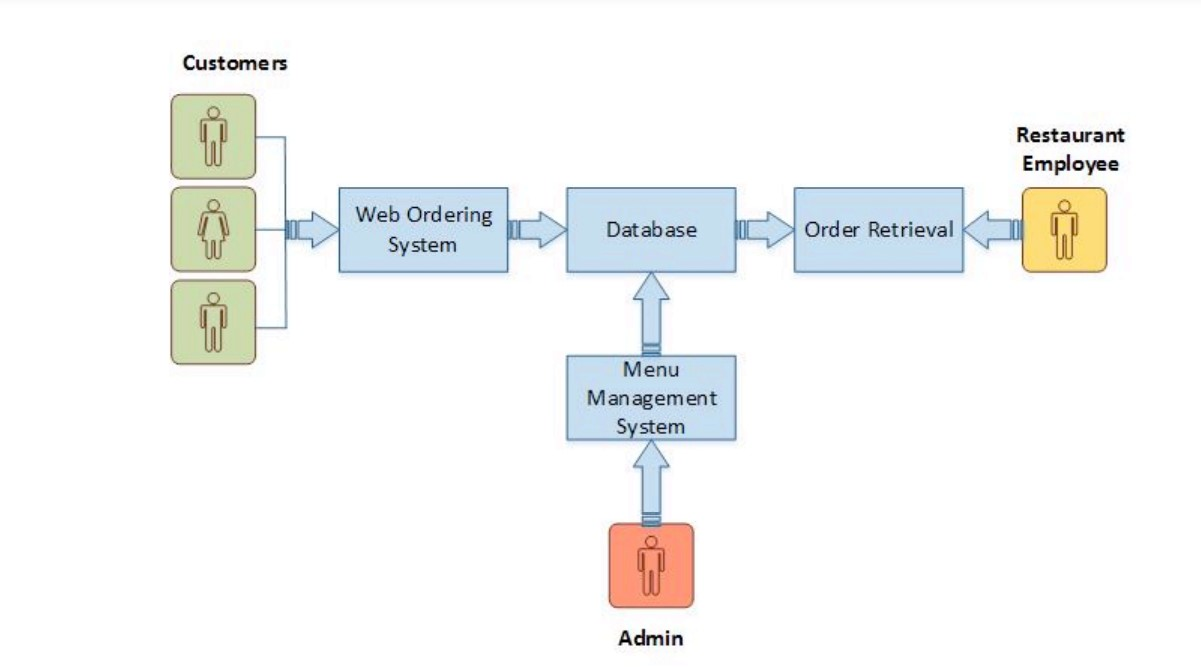 Customers
Restaurant
Employee
Web Ordering
System
Database
Order Retrieval
Menu
Management
System
Admin